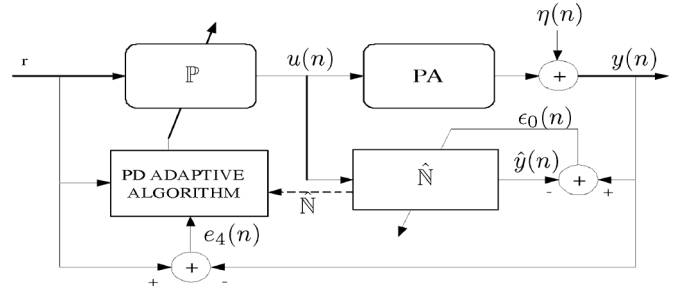 η(n)
r
ℙ
u(n)
PA
+
y(n)
ϵ₀(n)
PD ADAPTIVE
ALGORITHM
ℕ̂
ŷ(n)
+
- +
ℕ̂
e₄(n)
+
+ -